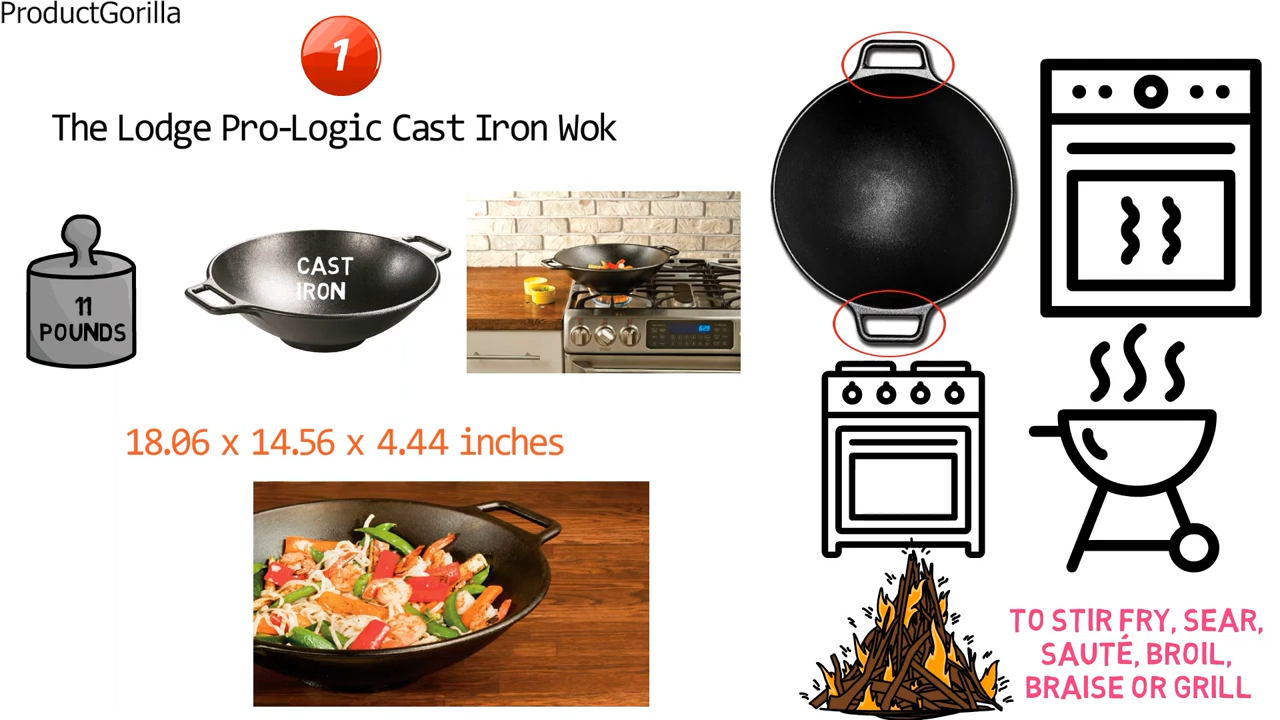 ProductGorilla
1
The Lodge Pro-Logic Cast Iron Wok
11
POUNDS
CAST
IRON
18.06 x 14.56 x 4.44 inches
TO STIR FRY, SEAR,
SAUTÉ, BROIL,
BRAISE OR GRILL